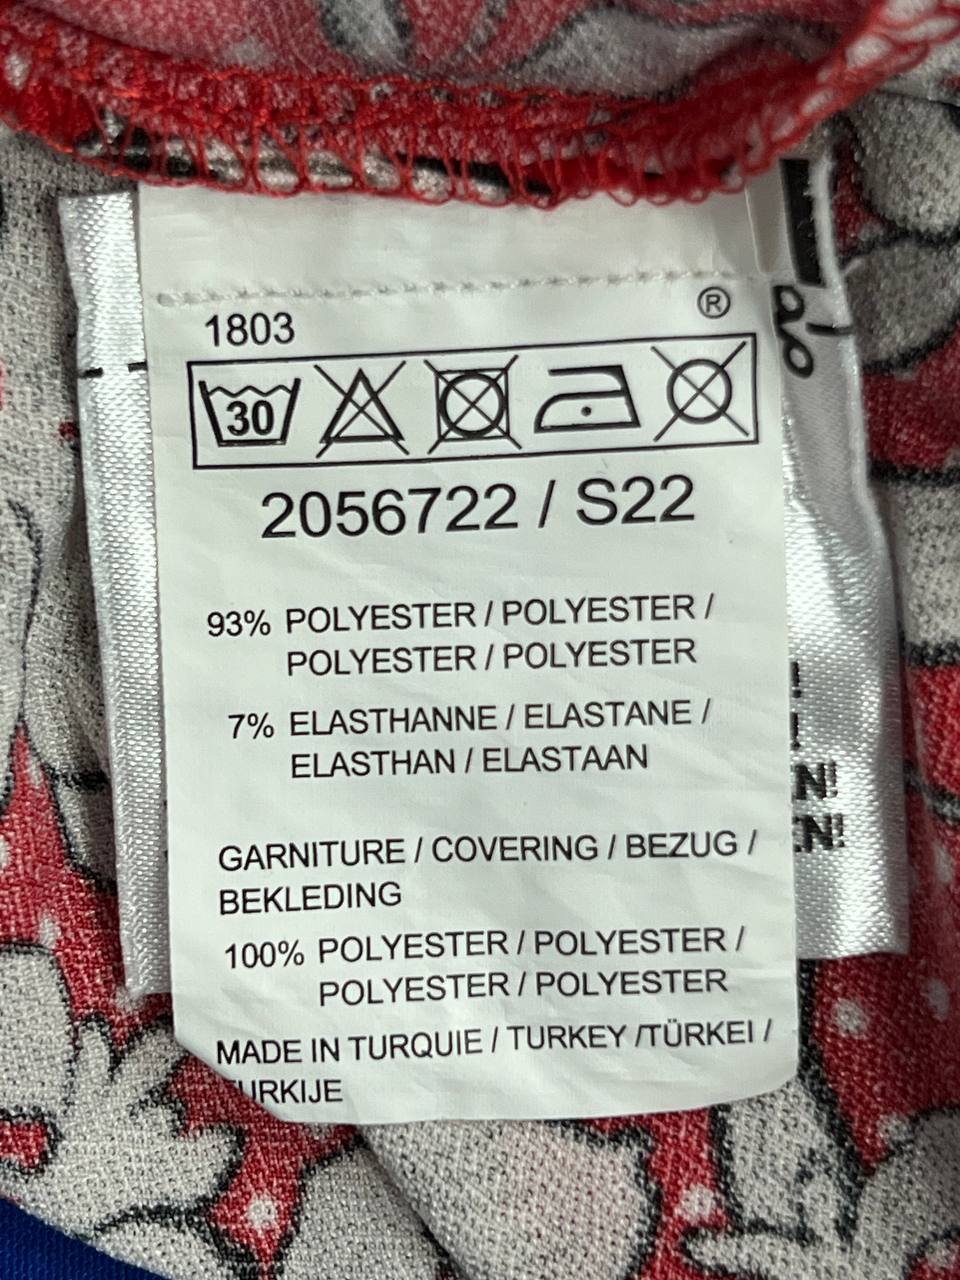 ®
1803
30
2056722 / S22
93% POLYESTER / POLYESTER /
POLYESTER / POLYESTER
7% ELASTHANNE / ELASTANE /
ELASTHAN / ELASTAAN
GARNITURE / COVERING / BEZUG /
BEKLEDING
100% POLYESTER / POLYESTER /
POLYESTER / POLYESTER
MADE IN TURQUIE / TURKEY /TÜRKEI /